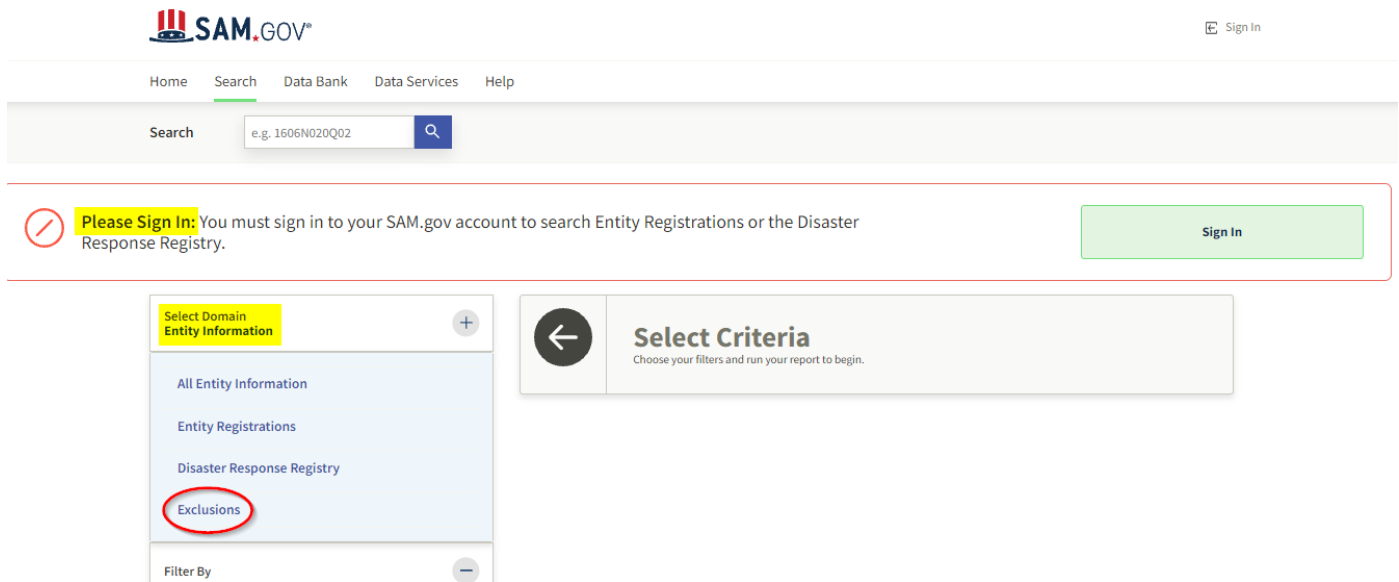 SAM.GOV®
Sign In
Home Search Data Bank Data Services Help
Search e.g. 1606N020Q02
Please Sign In: You must sign in to your SAM.gov account to search Entity Registrations or the Disaster
Response Registry.
Sign In
Select Domain
Entity Information
Select Criteria
Choose your filters and run your report to begin.
All Entity Information
Entity Registrations
Disaster Response Registry
Exclusions
Filter By